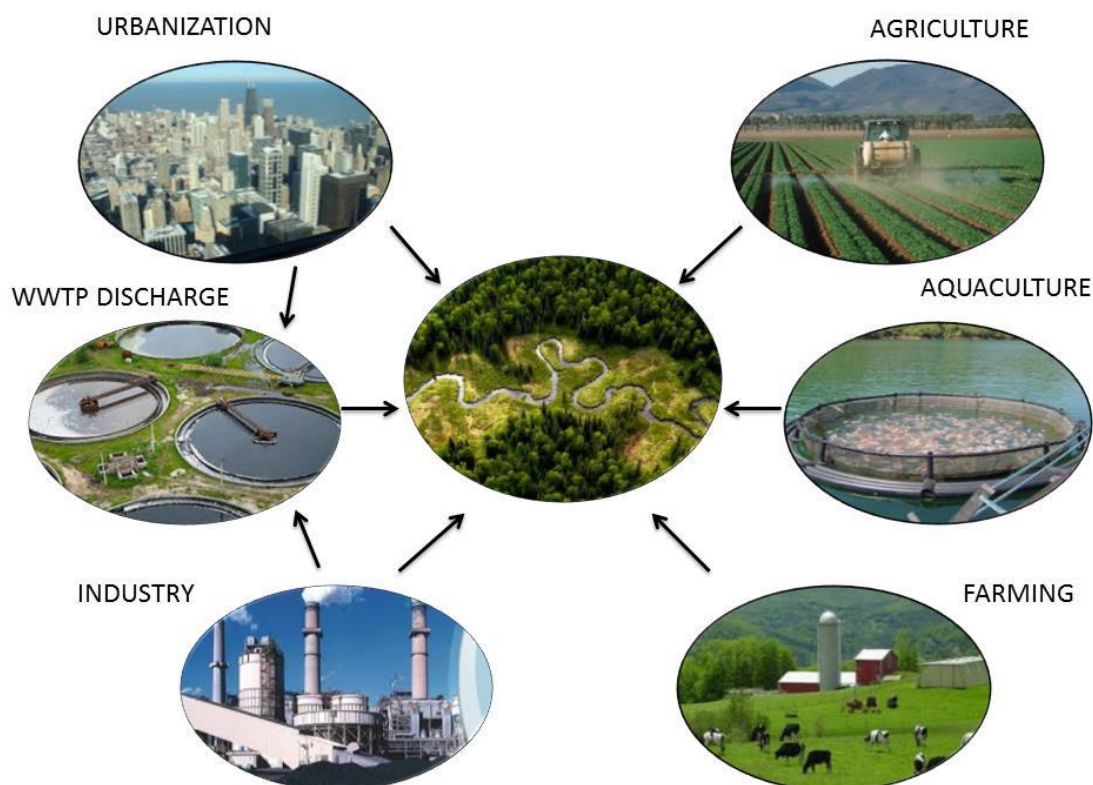 URBANIZATION
AGRICULTURE
WWTP DISCHARGE
AQUACULTURE
INDUSTRY
FARMING